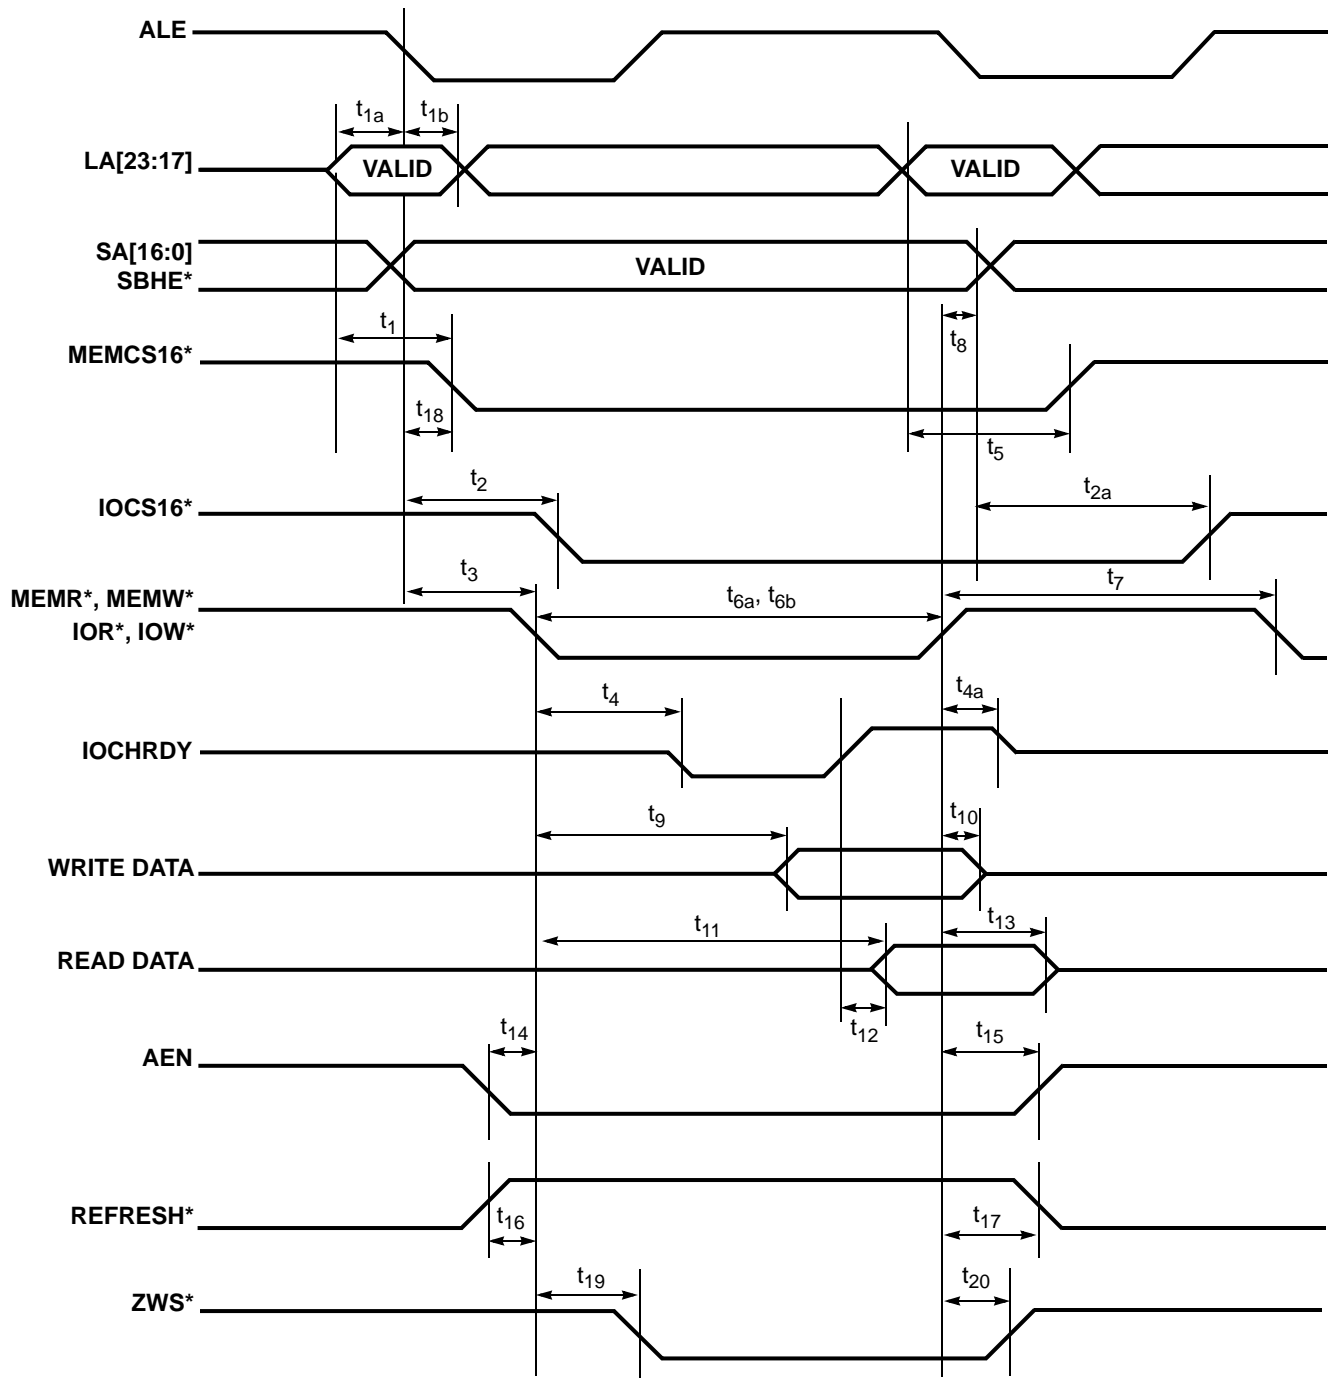 ALE
t1a
t1b
LA[23:17]
VALID
VALID
SA[16:0]
SBHE*
VALID
t1
t8
MEMCS16*
t18
t5
t2
t2a
IOCS16*
t3
t7
MEMR*, MEMW*
IOR*, IOW*
t6a, t6b
t4
t4a
IOCHRDY
t9
t10
WRITE DATA
t11
t13
READ DATA
t12
t14
t15
AEN
REFRESH*
t16
t17
t19
t20
ZWS*